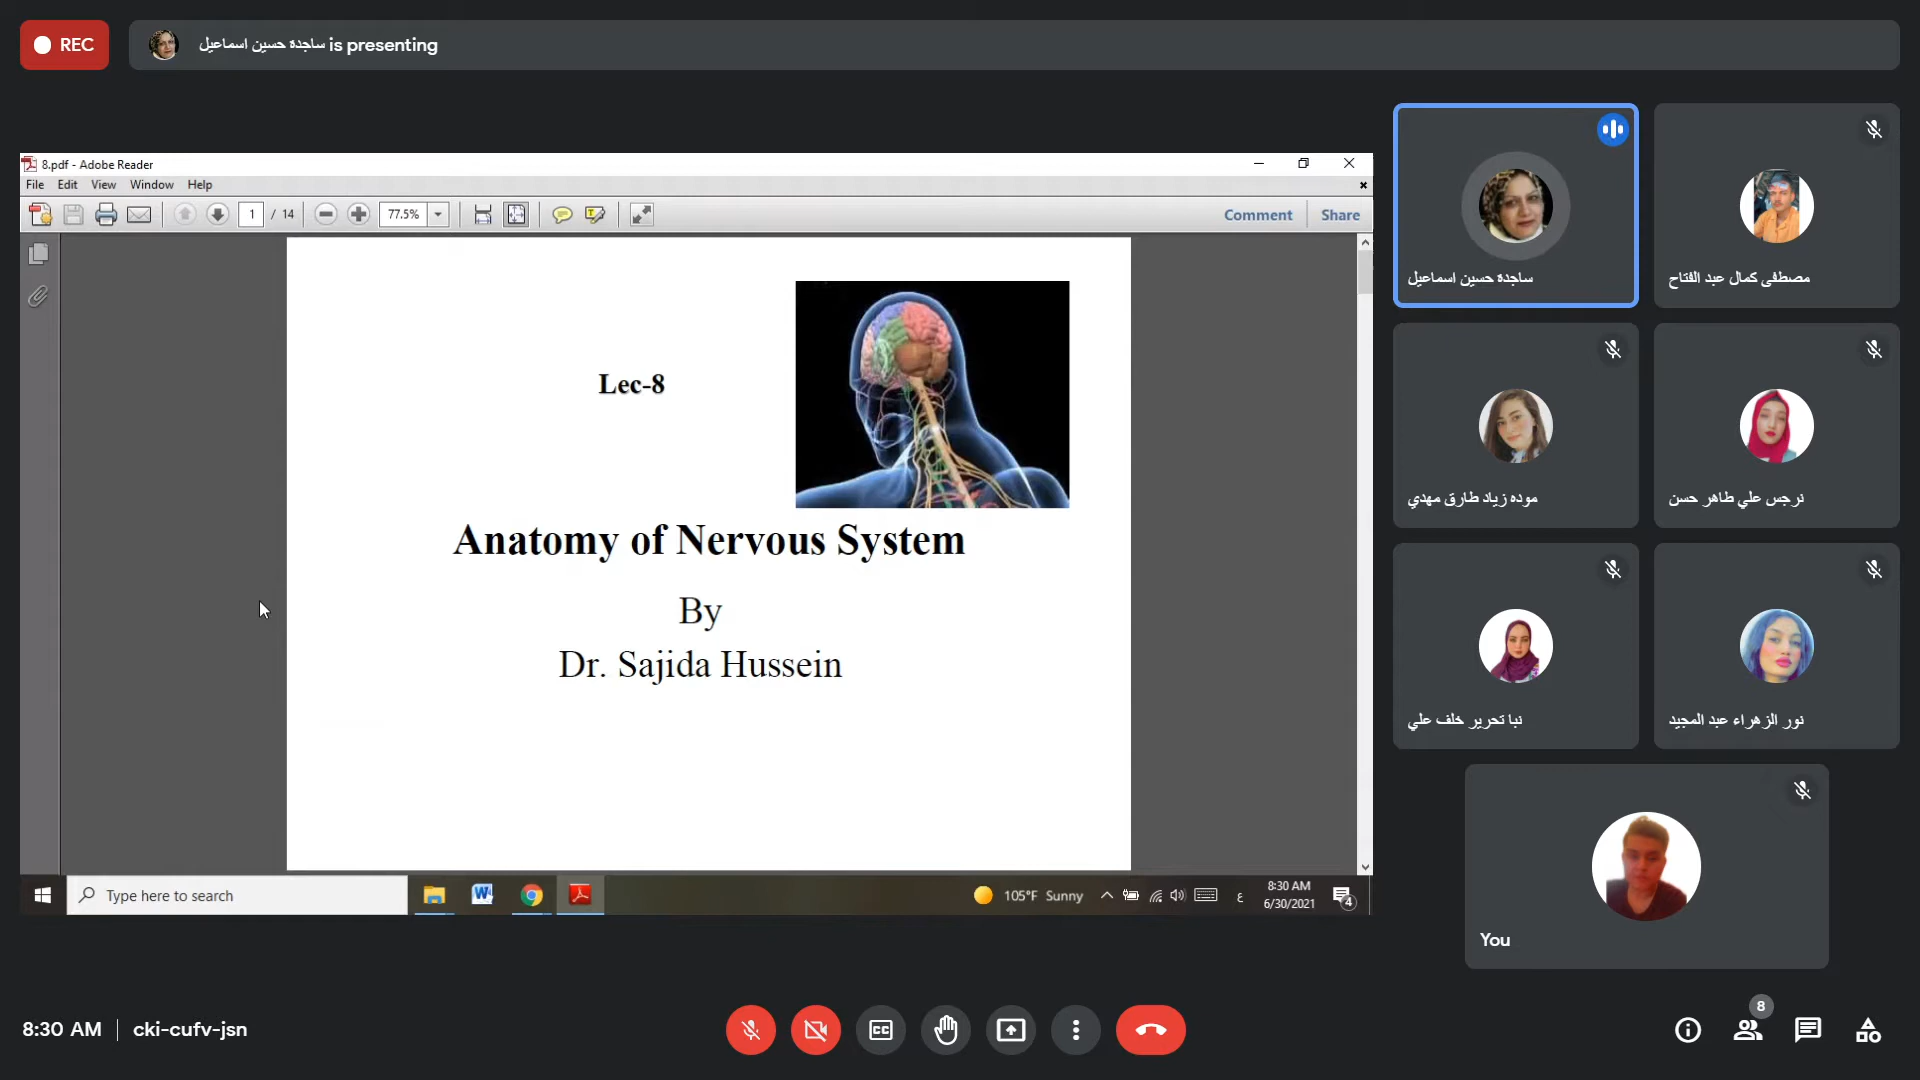 REC
ساجدة حسين اسماعيل is presenting
8.pdf - Adobe Reader
File Edit View Window Help
1 / 14 77.5% Comment Share
Lec-8
Anatomy of Nervous System
By
Dr. Sajida Hussein
Type here to search
105°F Sunny
ع
8:30 AM
6/30/2021
4
ساجدة حسين اسماعيل
مصطفى كمال عبد الفتاح
موده زياد طارق مهدي
نرجس علي طاهر حسن
نبا تحرير خلف علي
نور الزهراء عبد المجيد
You
8:30 AM | cki-cufv-jsn
CC
8